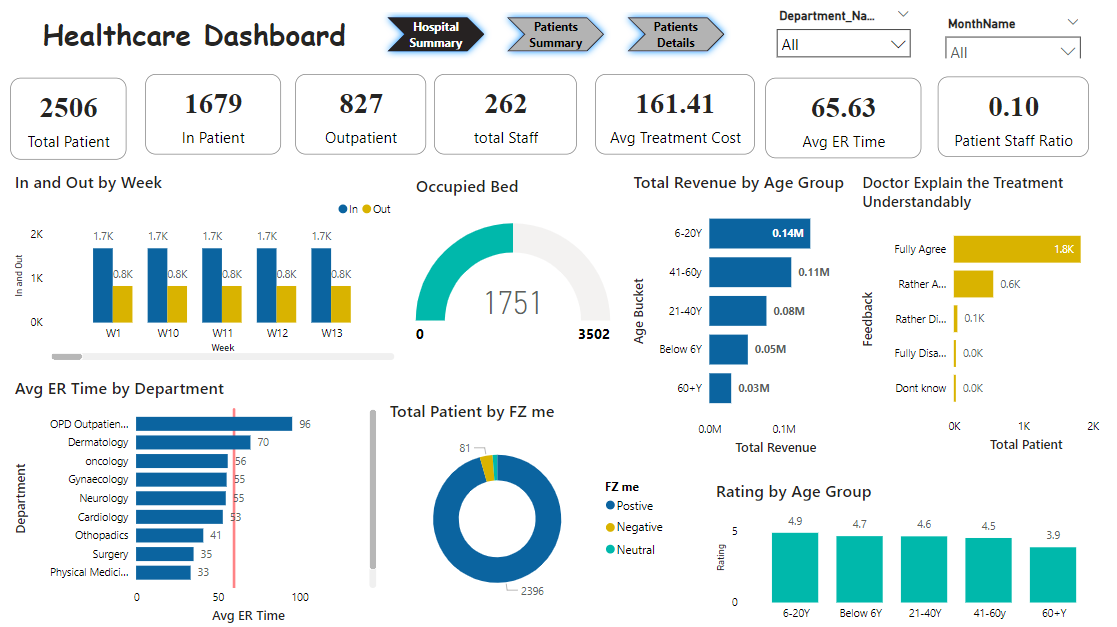 Healthcare Dashboard
Hospital
Summary
Patients
Summary
Patients
Details
Department_Na...
All
MonthName
All
2506
Total Patient
1679
In Patient
827
Outpatient
262
total Staff
161.41
Avg Treatment Cost
65.63
Avg ER Time
0.10
Patient Staff Ratio
In and Out by Week
In
Out
In and Out
2K
1K
0K
1.7K
0.8K
1.7K
0.8K
1.7K
0.8K
1.7K
0.8K
1.7K
0.8K
W1
W10
W11
W12
W13
Week
Occupied Bed
1751
0
3502
Total Revenue by Age Group
Age Bucket
6-20Y
0.14M
41-60y
0.11M
21-40Y
0.08M
Below 6Y
0.05M
60+Y
0.03M
0.0M
0.1M
Total Revenue
Doctor Explain the Treatment
Understandably
Feedback
Fully Agree
1.8K
Rather A...
0.6K
Rather Di...
0.1K
Fully Disa...
0.0K
Dont know
0.0K
0K
1K
2K
Total Patient
Avg ER Time by Department
Department
OPD Outpatien...
96
Dermatology
70
oncology
56
Gynaecology
55
Neurology
55
Cardiology
53
Othopadics
41
Surgery
35
Physical Medici...
33
0
50
100
Avg ER Time
Total Patient by FZ me
81
2396
FZ me
Postive
Negative
Neutral
Rating by Age Group
Rating
5
0
4.9
4.7
4.6
4.5
3.9
6-20Y
Below 6Y
21-40Y
41-60y
60+Y